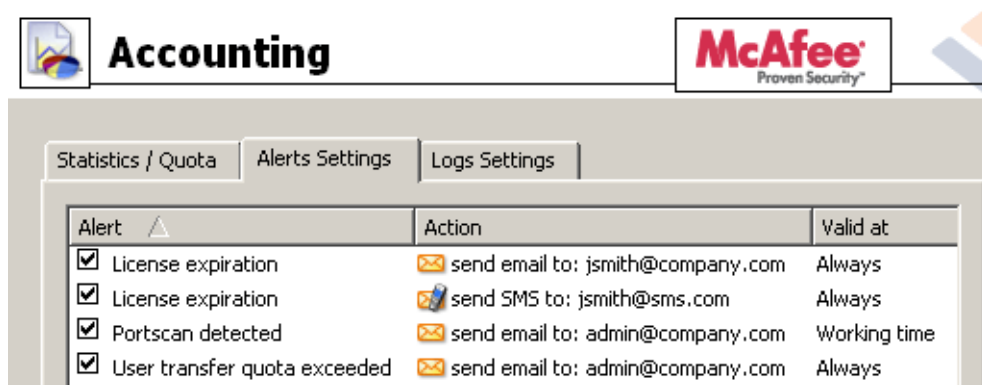 Accounting
McAfee®
Proven Security™
Statistics / Quota Alerts Settings Logs Settings
Alert Action Valid at
License expiration send email to: jsmith@company.com Always
License expiration send SMS to: jsmith@sms.com Always
Portscan detected send email to: admin@company.com Working time
User transfer quota exceeded send email to: admin@company.com Always